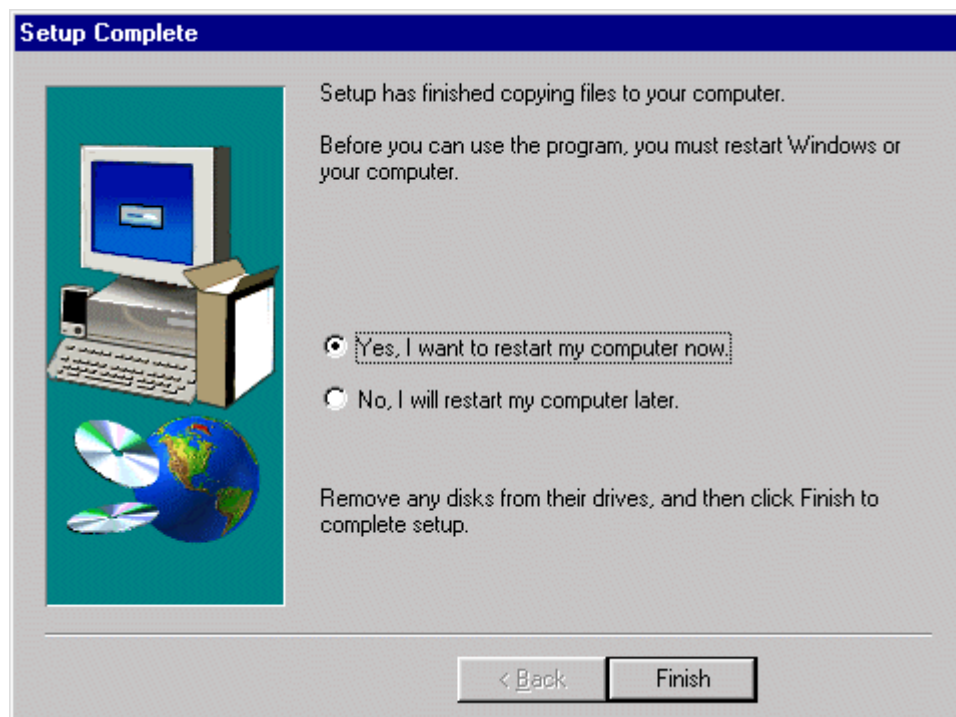 Setup Complete
Setup has finished copying files to your computer.
Before you can use the program, you must restart Windows or
your computer.
Yes, I want to restart my computer now.
No, I will restart my computer later.
Remove any disks from their drives, and then click Finish to
complete setup.
< Back
Finish